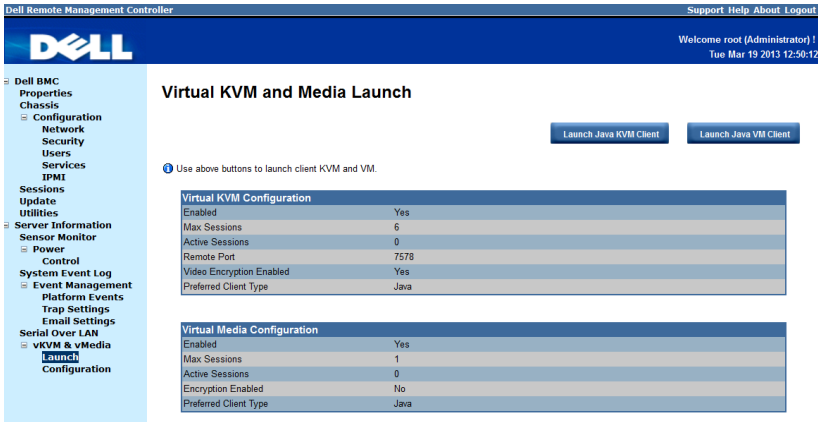 Dell Remote Management Controller
Support Help About Logout
DELL
Welcome root (Administrator) !
Tue Mar 19 2013 12:50:12
Dell BMC
Properties
Chassis
Configuration
Network
Security
Users
Services
IPMI
Sessions
Update
Utilities
Server Information
Sensor Monitor
Power
Control
System Event Log
Event Management
Platform Events
Trap Settings
Email Settings
Serial Over LAN
vKVM & vMedia
Launch
Configuration
Virtual KVM and Media Launch
Launch Java KVM Client
Launch Java VM Client
Use above buttons to launch client KVM and VM.
Virtual KVM Configuration
Enabled Yes
Max Sessions 6
Active Sessions 0
Remote Port 7578
Video Encryption Enabled Yes
Preferred Client Type Java
Virtual Media Configuration
Enabled Yes
Max Sessions 1
Active Sessions 0
Encryption Enabled No
Preferred Client Type Java